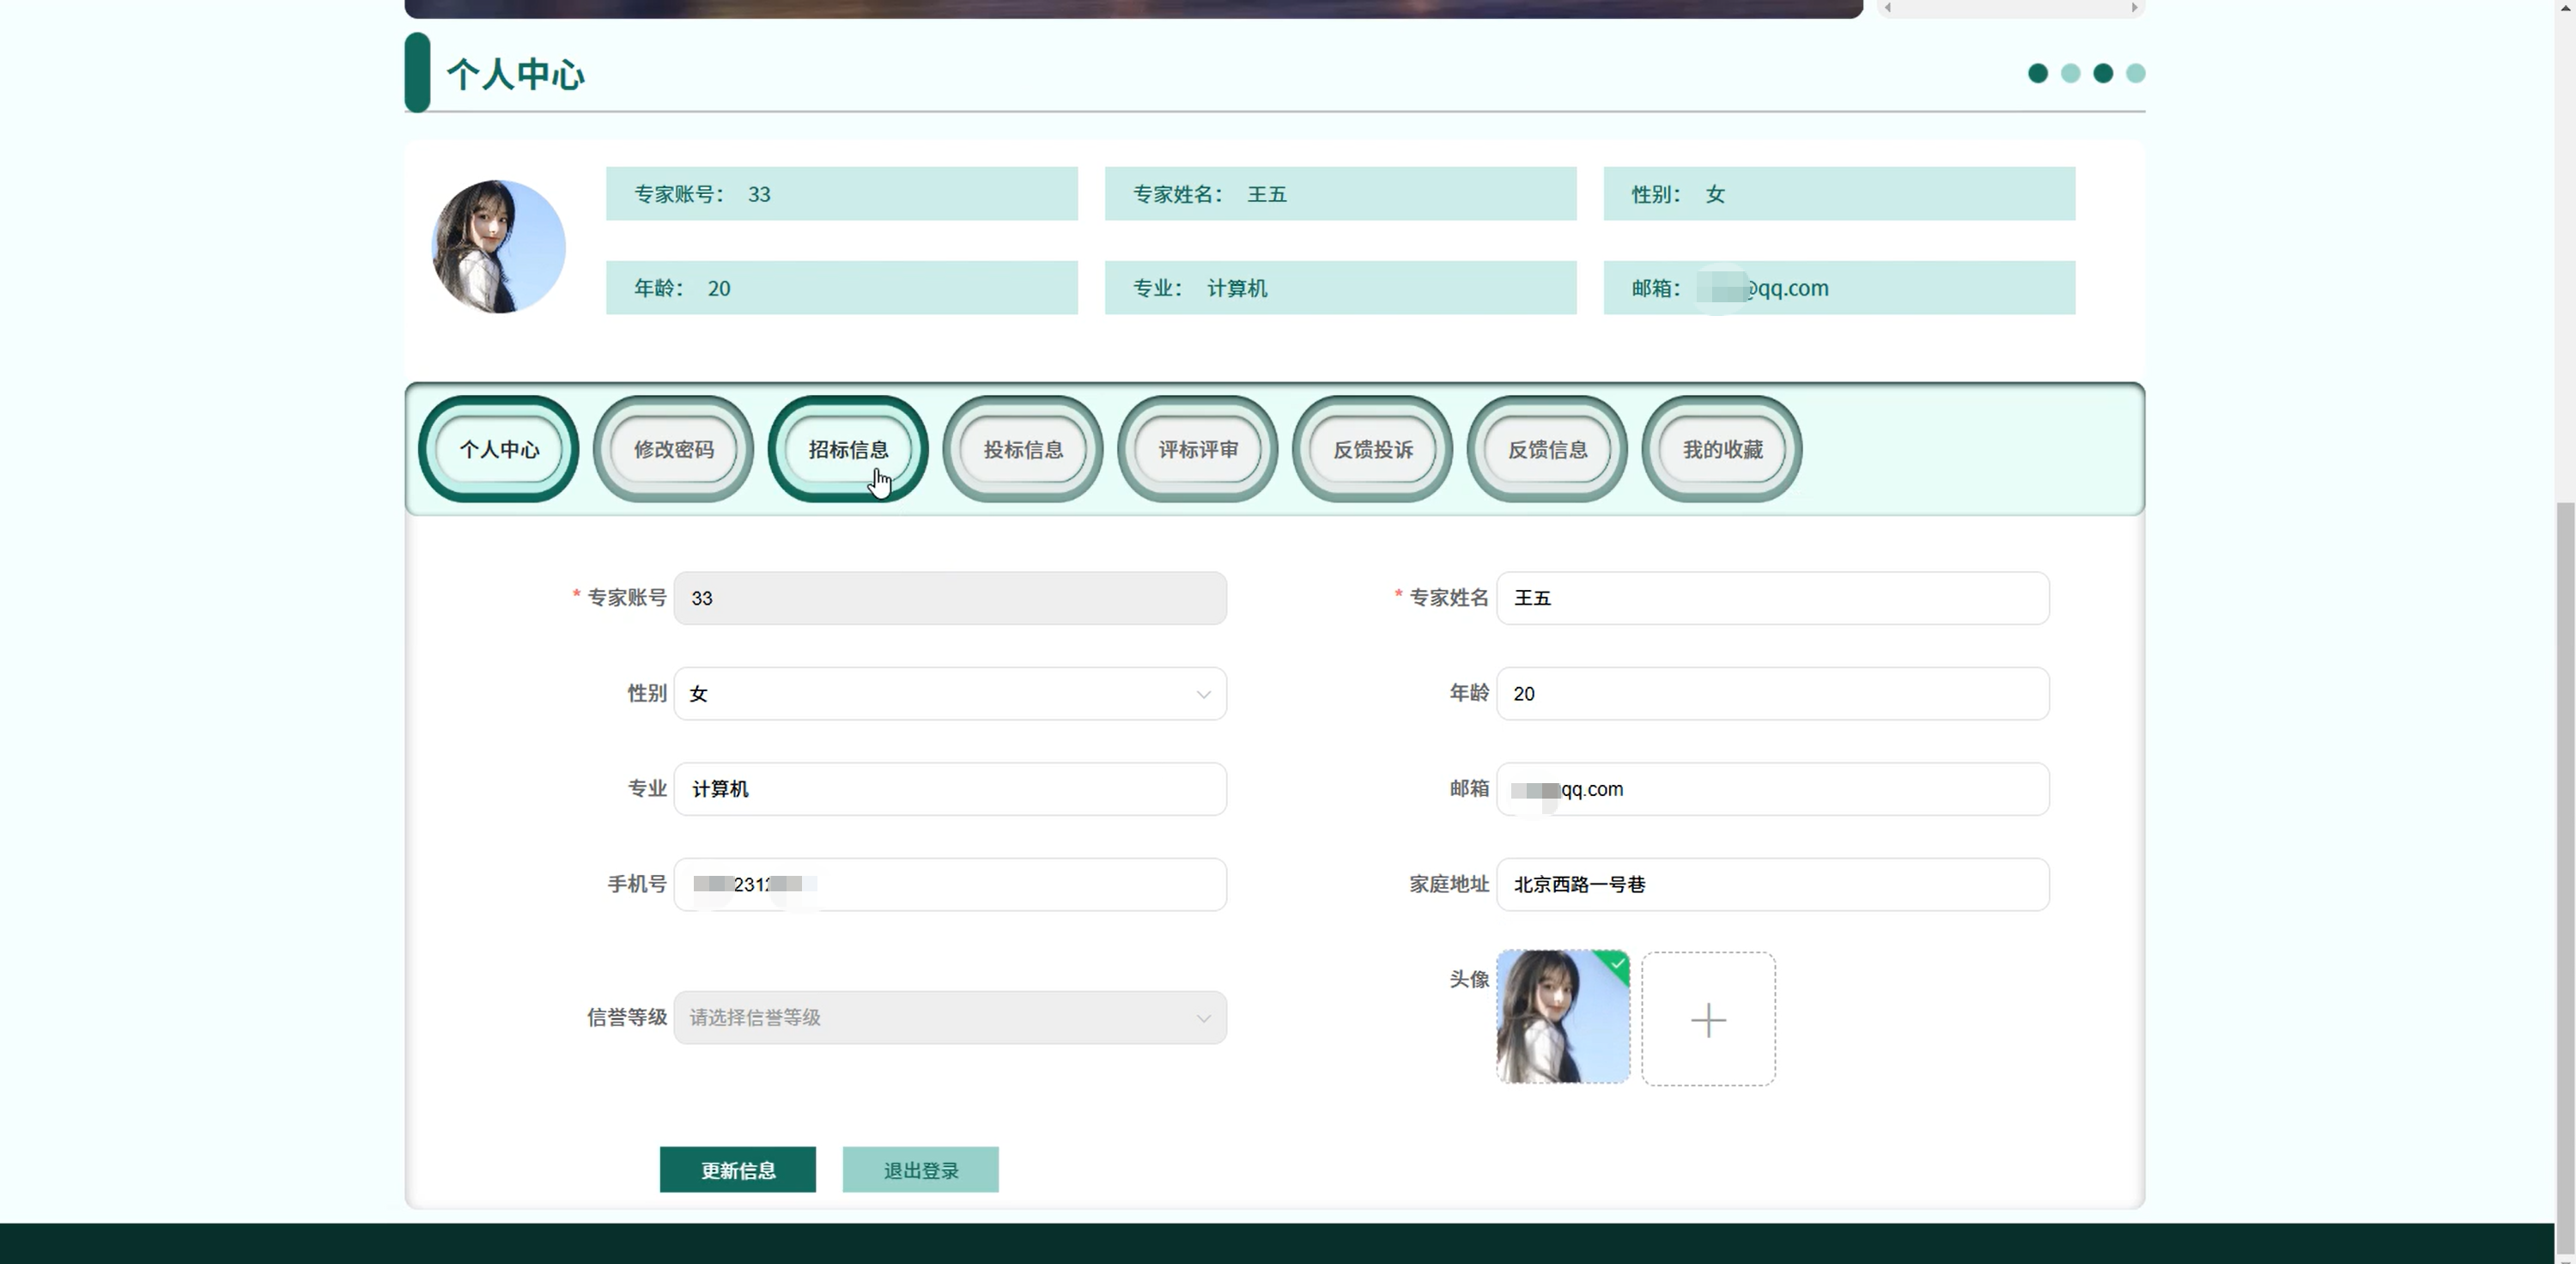 个人中心
专家账号： 33
专家姓名： 王五
性别： 女
年龄： 20
专业： 计算机
邮箱： @qq.com
个人中心
修改密码
招标信息
投标信息
评标评审
反馈投诉
反馈信息
我的收藏
* 专家账号 33
* 专家姓名 王五
性别 女
年龄 20
专业 计算机
邮箱 qq.com
手机号 231
家庭地址 北京西路一号巷
信誉等级 请选择信誉等级
头像
更新信息
退出登录